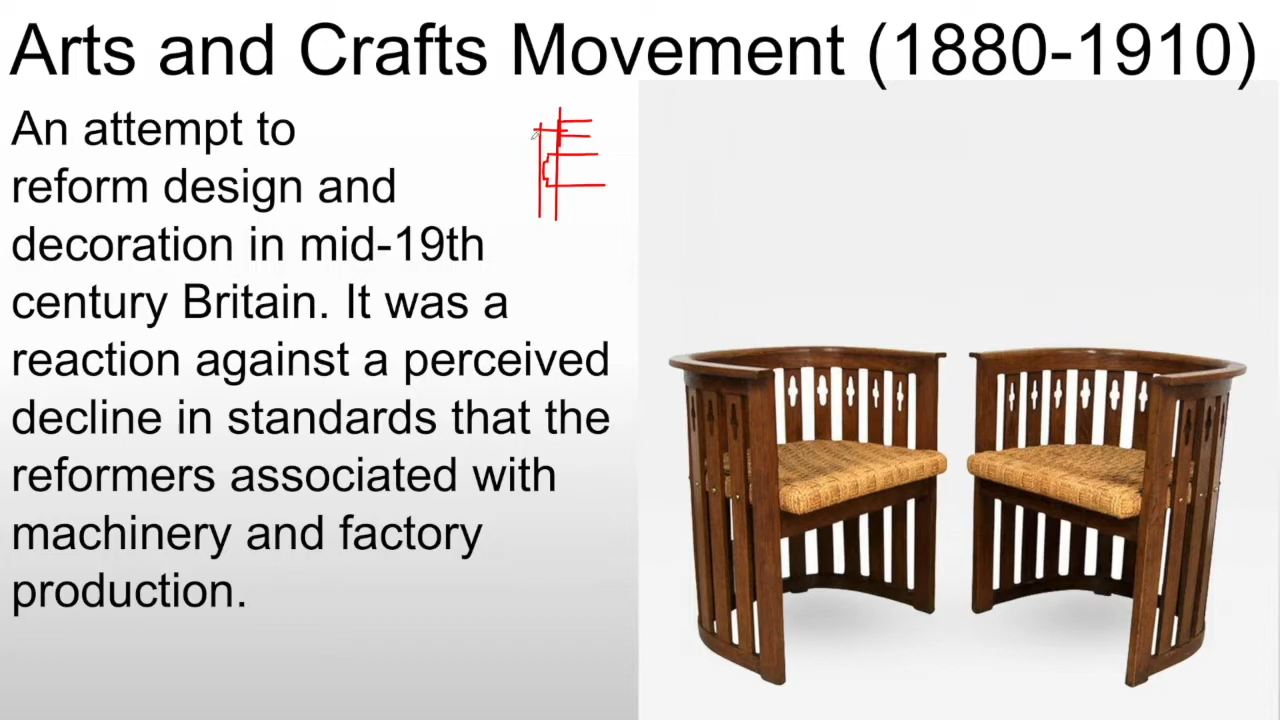 Arts and Crafts Movement (1880-1910)
An attempt to
reform design and
decoration in mid-19th
century Britain. It was a
reaction against a perceived
decline in standards that the
reformers associated with
machinery and factory
production.